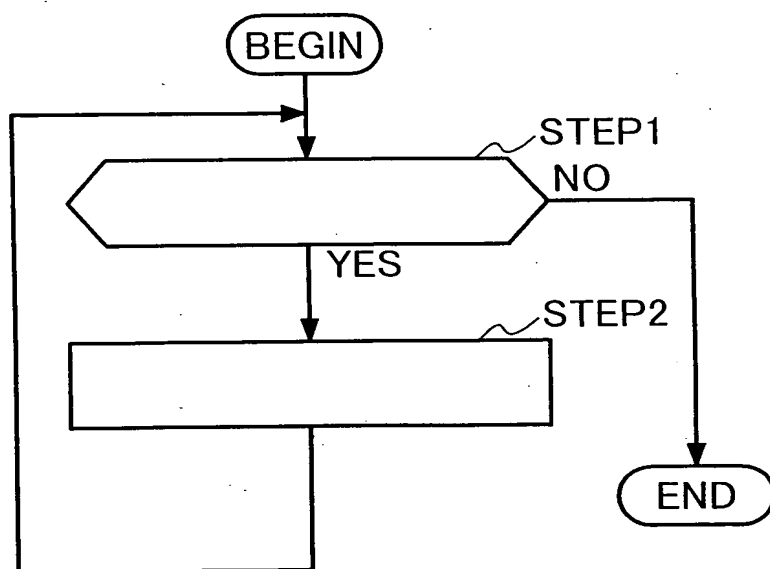 BEGIN
STEP1
NO
YES
STEP2
END